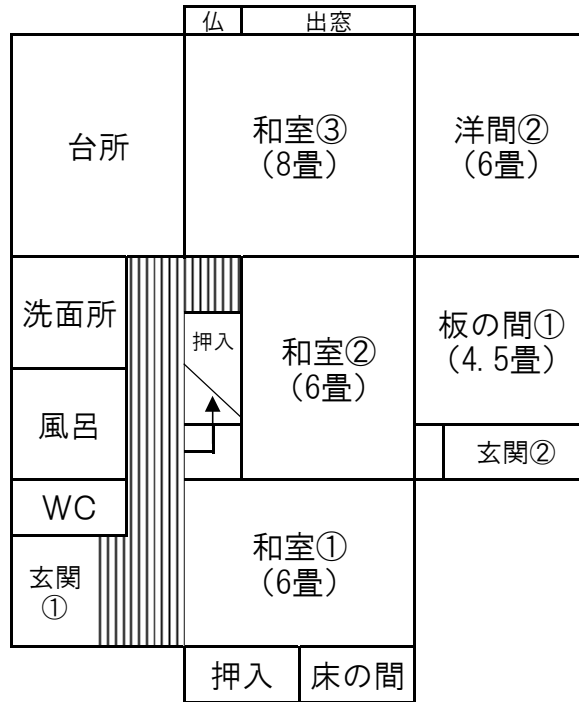 仏
出窓
台所
和室③
(8畳)
洋間②
(6畳)
洗面所
押入
和室②
(6畳)
板の間①
(4.5畳)
風呂
玄関②
WC
和室①
(6畳)
玄関
①
押入
床の間